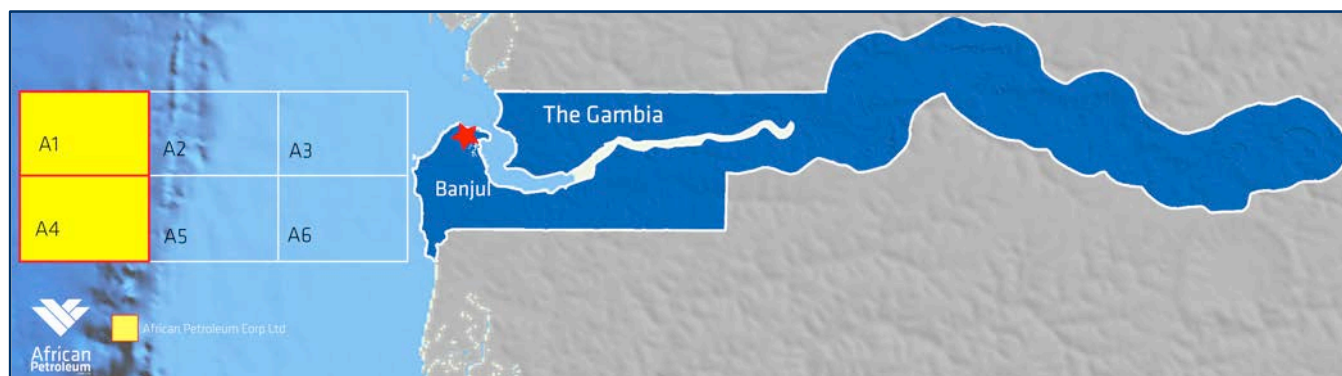 The Gambia
A1
A2
A3
Banjul
A4
A5
A6
African Petroleum Corp Ltd
African
Petroleum